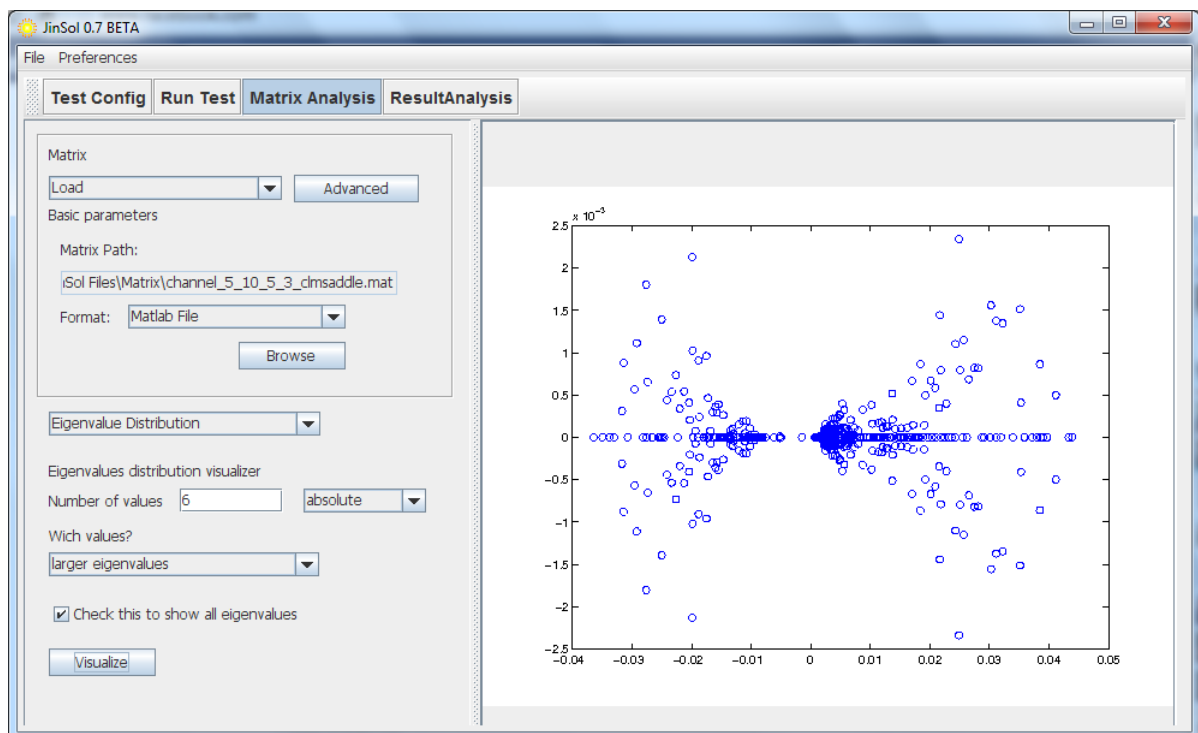 JinSol 0.7 BETA
File Preferences
Test Config Run Test Matrix Analysis ResultAnalysis
Matrix
Load Advanced
Basic parameters
Matrix Path:
Sol Files\Matrix\channel_5_10_5_3_clmsaddle.mat
Format: Matlab File
Browse
Eigenvalue Distribution
Eigenvalues distribution visualizer
Number of values 6 absolute
Wich values?
larger eigenvalues
Check this to show all eigenvalues
Visualize
x 10⁻³
2.5
2
1.5
1
0.5
0
−0.5
−1
−1.5
−2
−2.5
−0.04 −0.03 −0.02 −0.01 0 0.01 0.02 0.03 0.04 0.05